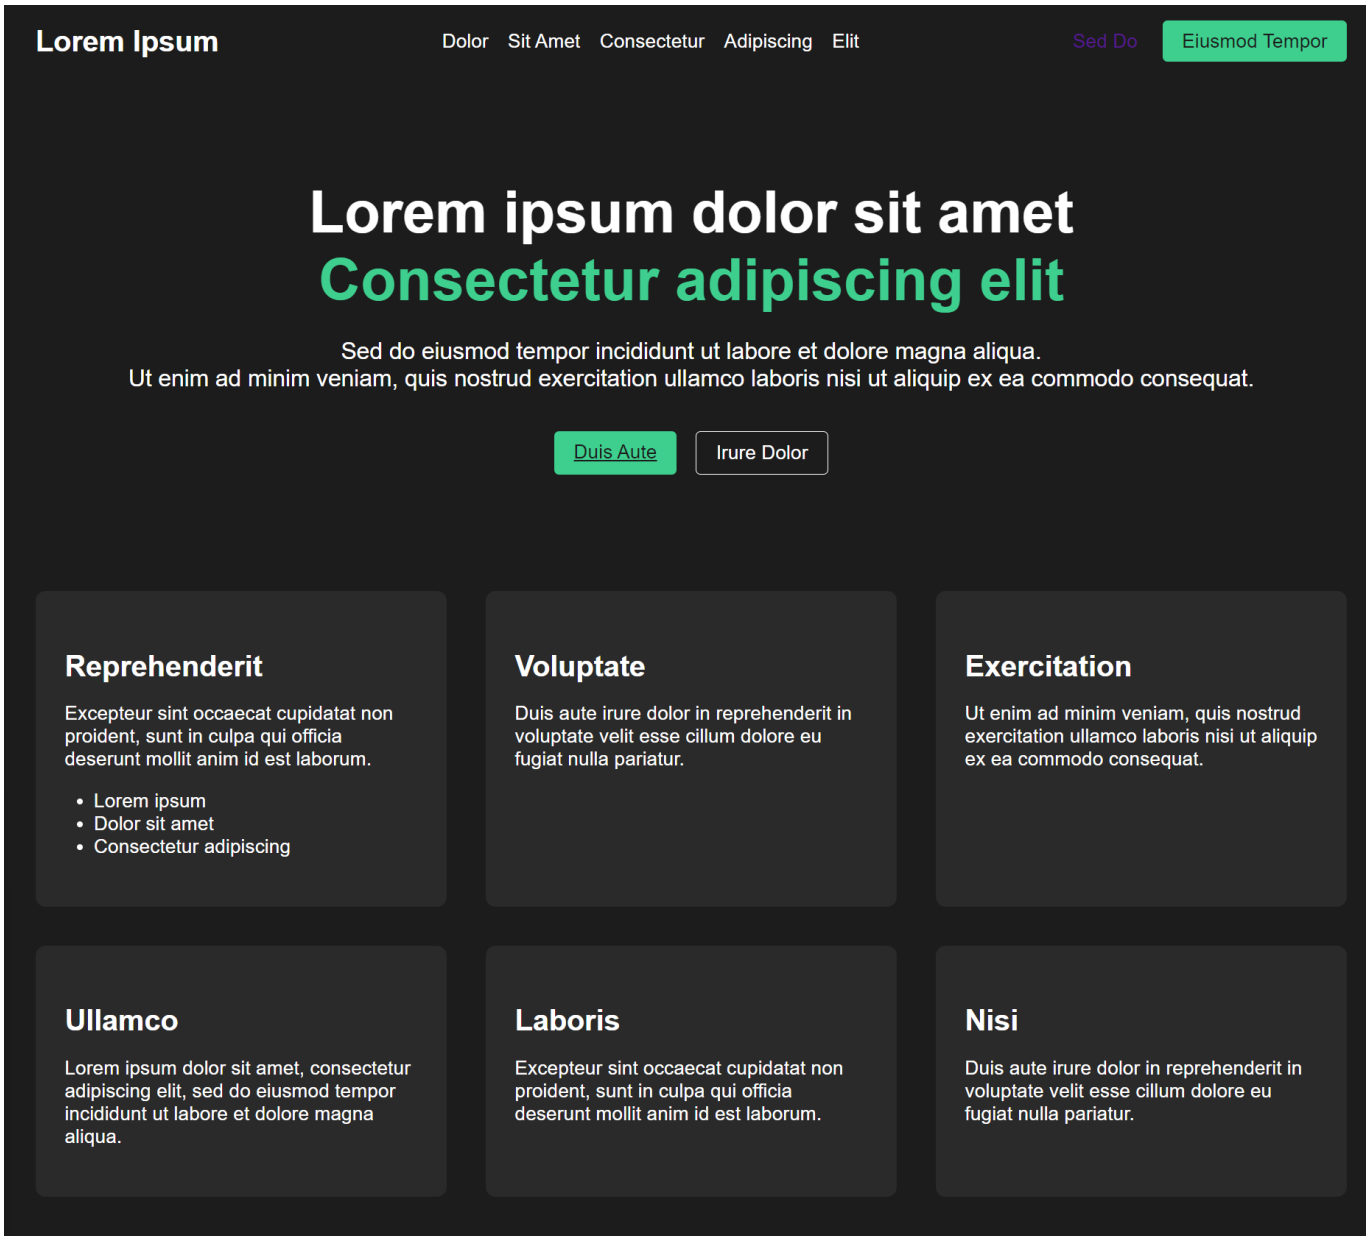 Lorem Ipsum
Dolor Sit Amet Consectetur Adipiscing Elit
Sed Do
Eiusmod Tempor
Lorem ipsum dolor sit amet
Consectetur adipiscing elit
Sed do eiusmod tempor incididunt ut labore et dolore magna aliqua.
Ut enim ad minim veniam, quis nostrud exercitation ullamco laboris nisi ut aliquip ex ea commodo consequat.
Duis Aute
Irure Dolor
Reprehenderit
Excepteur sint occaecat cupidatat non
proident, sunt in culpa qui officia
deserunt mollit anim id est laborum.
• Lorem ipsum
• Dolor sit amet
• Consectetur adipiscing
Voluptate
Duis aute irure dolor in reprehenderit in
voluptate velit esse cillum dolore eu
fugiat nulla pariatur.
Exercitation
Ut enim ad minim veniam, quis nostrud
exercitation ullamco laboris nisi ut aliquip
ex ea commodo consequat.
Ullamco
Lorem ipsum dolor sit amet, consectetur
adipiscing elit, sed do eiusmod tempor
incididunt ut labore et dolore magna
aliqua.
Laboris
Excepteur sint occaecat cupidatat non
proident, sunt in culpa qui officia
deserunt mollit anim id est laborum.
Nisi
Duis aute irure dolor in reprehenderit in
voluptate velit esse cillum dolore eu
fugiat nulla pariatur.